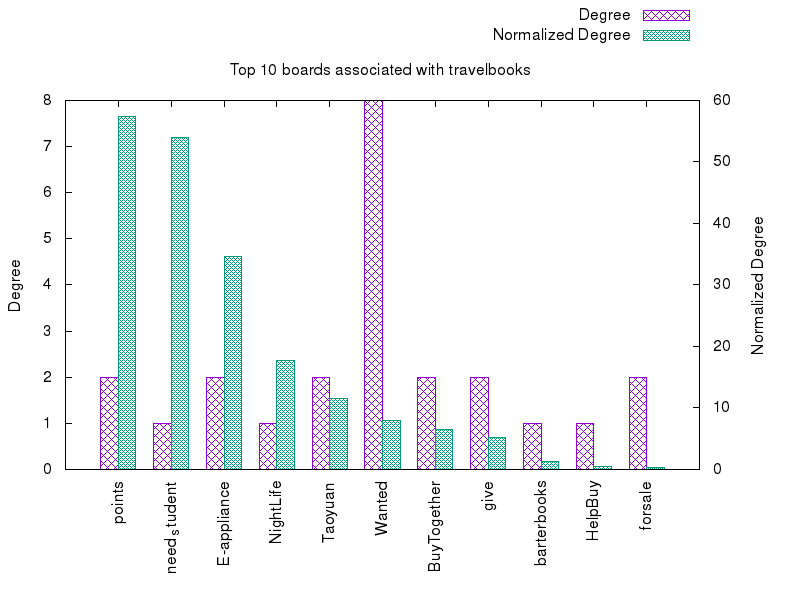 Degree
Normalized Degree
Top 10 boards associated with travelbooks
8
7
6
5
4
3
2
1
0
60
50
40
30
20
10
0
Degree
Normalized Degree
points
need_student
E-appliance
NightLife
Taoyuan
Wanted
BuyTogether
give
barterbooks
HelpBuy
forsale